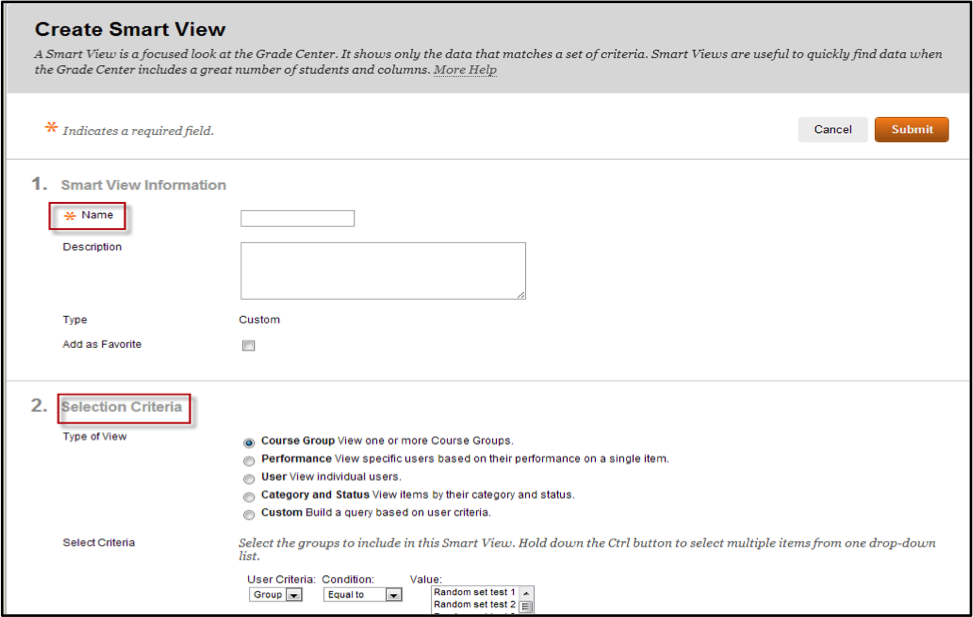 Create Smart View
A Smart View is a focused look at the Grade Center. It shows only the data that matches a set of criteria. Smart Views are useful to quickly find data when
the Grade Center includes a great number of students and columns. More Help
* Indicates a required field.
Cancel Submit
1. Smart View Information
* Name
Description
Type Custom
Add as Favorite
2. Selection Criteria
Type of View
Course Group View one or more Course Groups.
Performance View specific users based on their performance on a single item.
User View individual users.
Category and Status View items by their category and status.
Custom Build a query based on user criteria.
Select Criteria Select the groups to include in this Smart View. Hold down the Ctrl button to select multiple items from one drop-down
list.
User Criteria: Condition: Value:
Group Equal to Random set test 1
Random set test 2